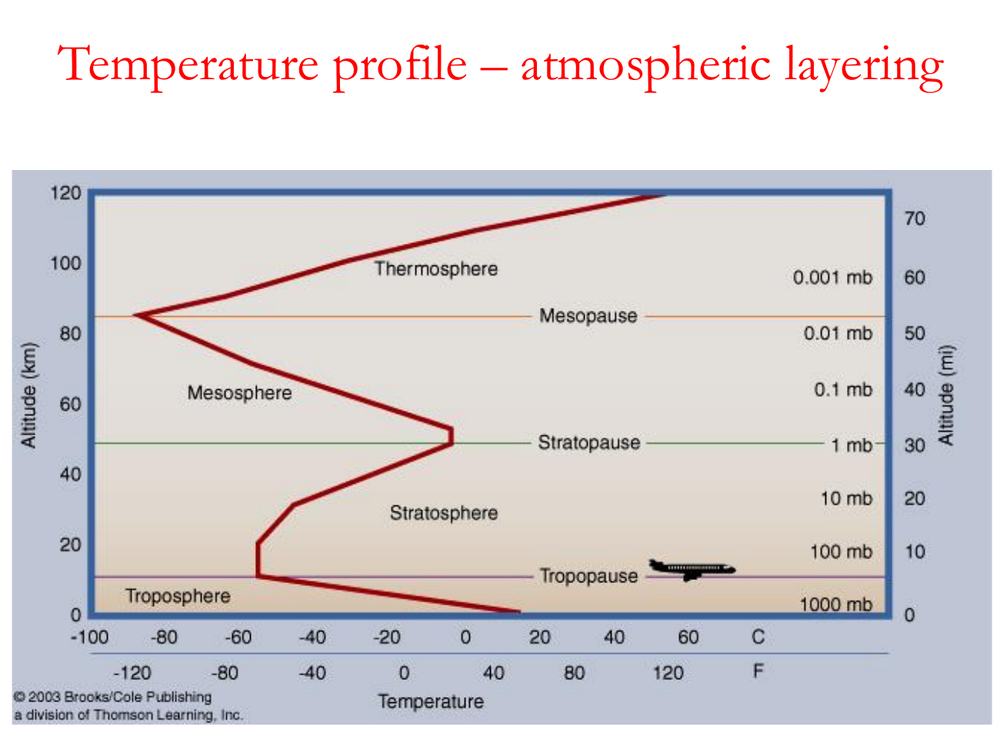 Temperature profile – atmospheric layering
120
100
80
60
40
20
0
Altitude (km)
Thermosphere
Mesopause
Mesosphere
Stratopause
Stratosphere
Tropopause
Troposphere
0.001 mb
0.01 mb
0.1 mb
1 mb
10 mb
100 mb
1000 mb
70
60
50
40
30
20
10
0
Altitude (mi)
-100 -80 -60 -40 -20 0 20 40 60 C
-120 -80 -40 0 40 80 120 F
Temperature
© 2003 Brooks/Cole Publishing
a division of Thomson Learning, Inc.